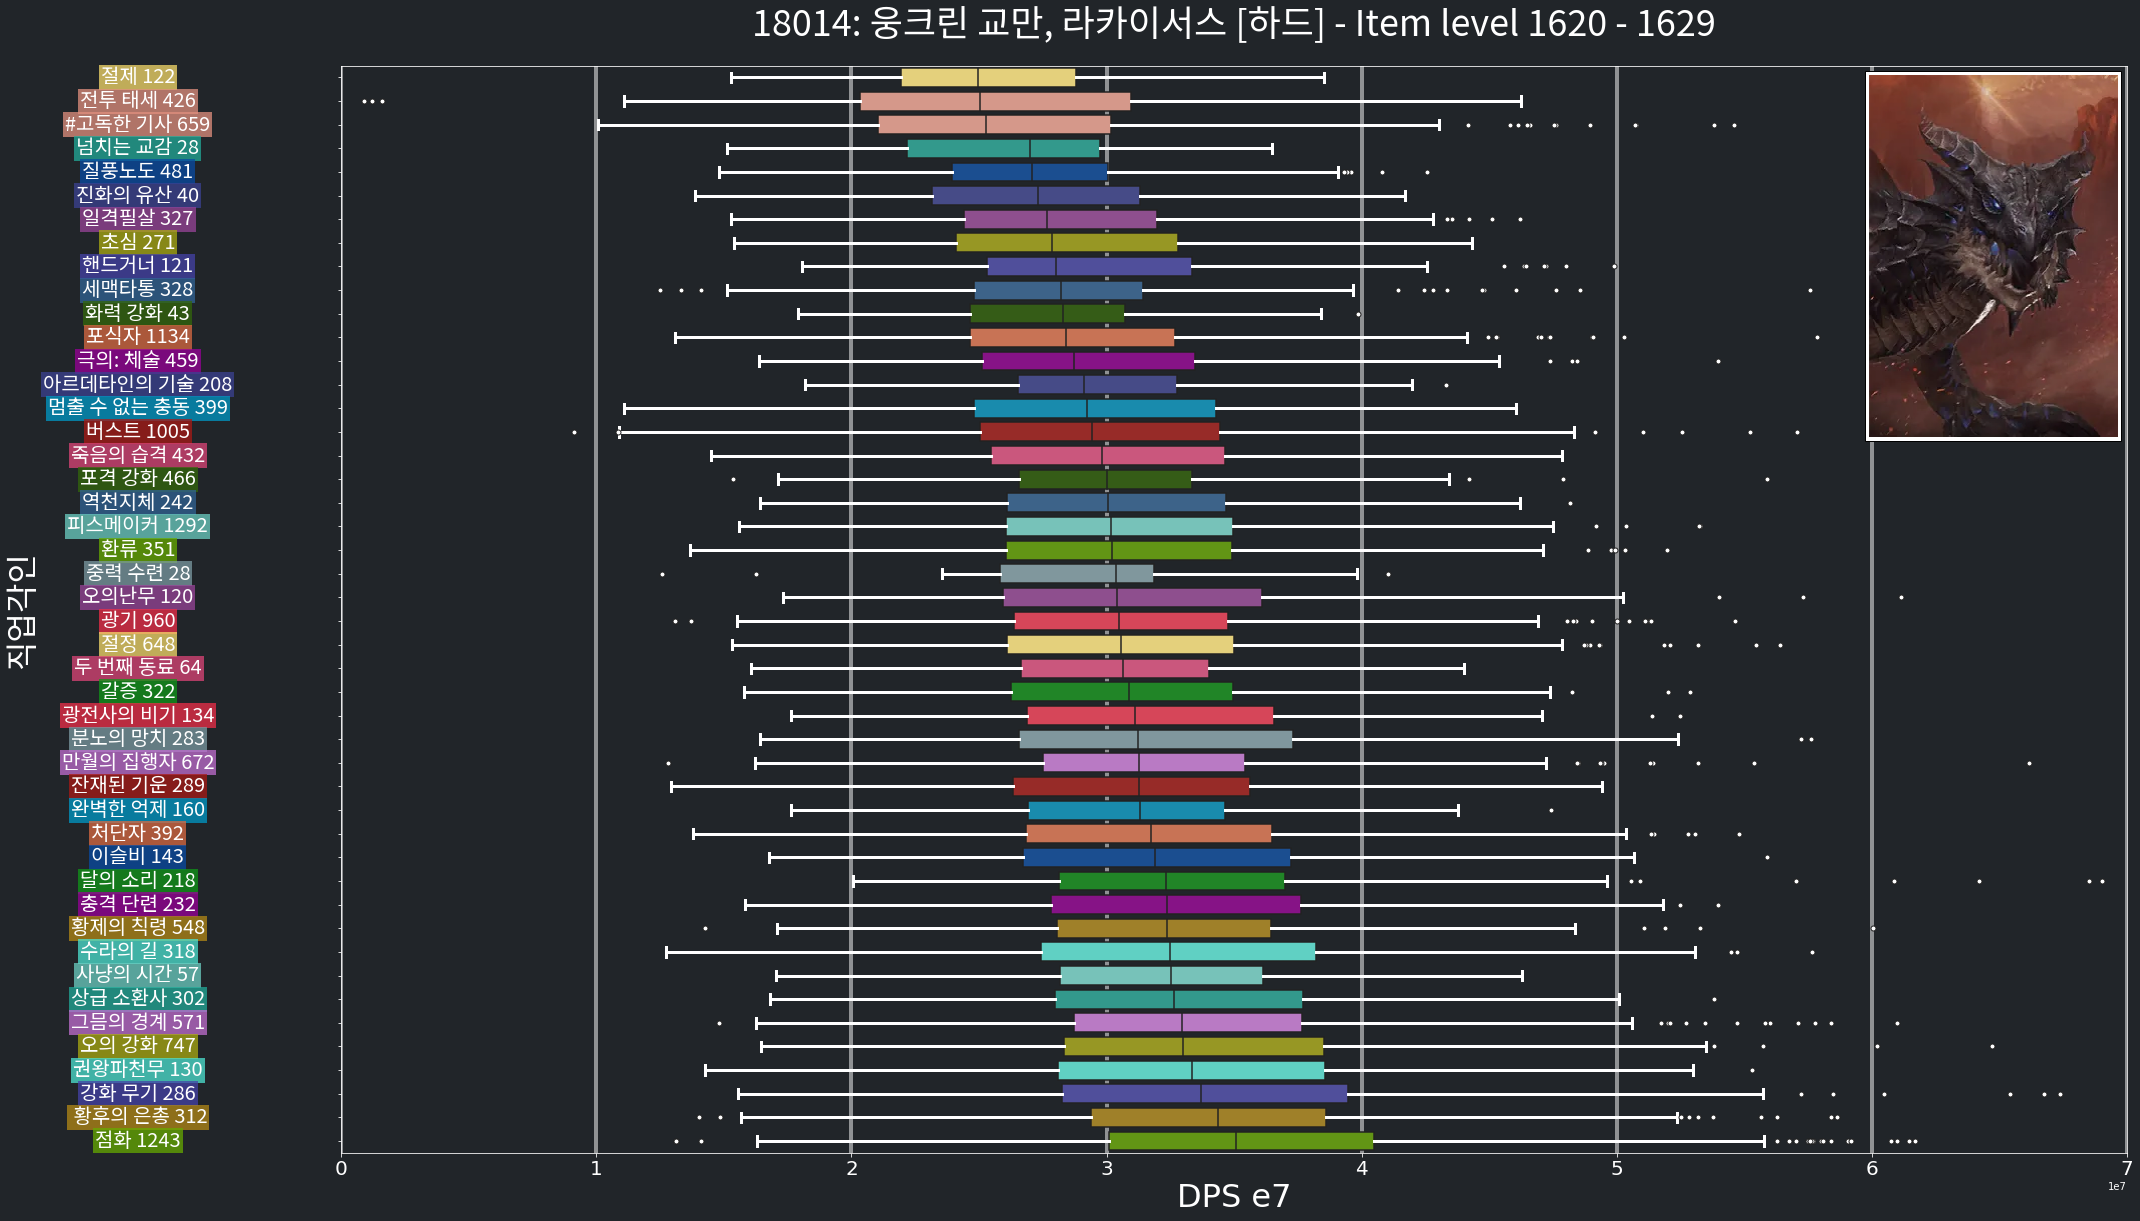 18014: 웅크린 교만, 라카이서스 [하드] - Item level 1620 - 1629
직업각인
절제 122
전투 태세 426
#고독한 기사 659
넘치는 교감 28
질풍노도 481
진화의 유산 40
일격필살 327
초심 271
핸드거너 121
세맥타통 328
화력 강화 43
포식자 1134
극의: 체술 459
아르데타인의 기술 208
멈출 수 없는 충동 399
버스트 1005
죽음의 습격 432
포격 강화 466
역천지체 242
피스메이커 1292
환류 351
중력 수련 28
오의난무 120
광기 960
절정 648
두 번째 동료 64
갈증 322
광전사의 비기 134
분노의 망치 283
만월의 집행자 672
잔재된 기운 289
완벽한 억제 160
처단자 392
이슬비 143
달의 소리 218
충격 단련 232
황제의 칙령 548
수라의 길 318
사냥의 시간 57
상급 소환사 302
그믐의 경계 571
오의 강화 747
권왕파천무 130
강화 무기 286
황후의 은총 312
점화 1243
0 1 2 3 4 5 6 7
DPS e7
1e7